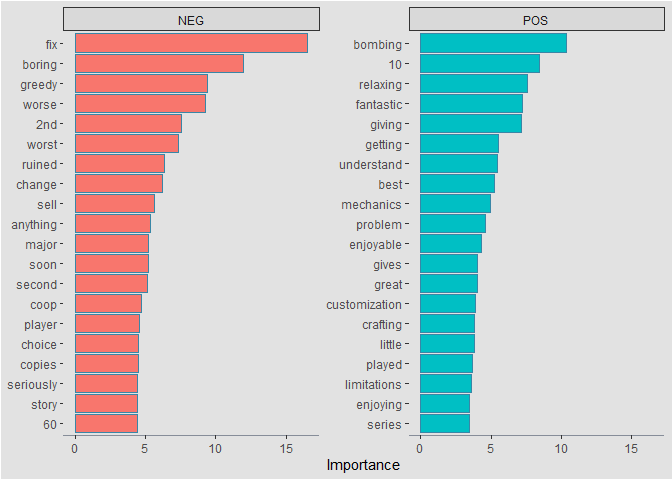 NEG
fix
boring
greedy
worse
2nd
worst
ruined
change
sell
anything
major
soon
second
coop
player
choice
copies
seriously
story
60
0 5 10 15
POS
bombing
10
relaxing
fantastic
giving
getting
understand
best
mechanics
problem
enjoyable
gives
great
customization
crafting
little
played
limitations
enjoying
series
0 5 10 15
Importance